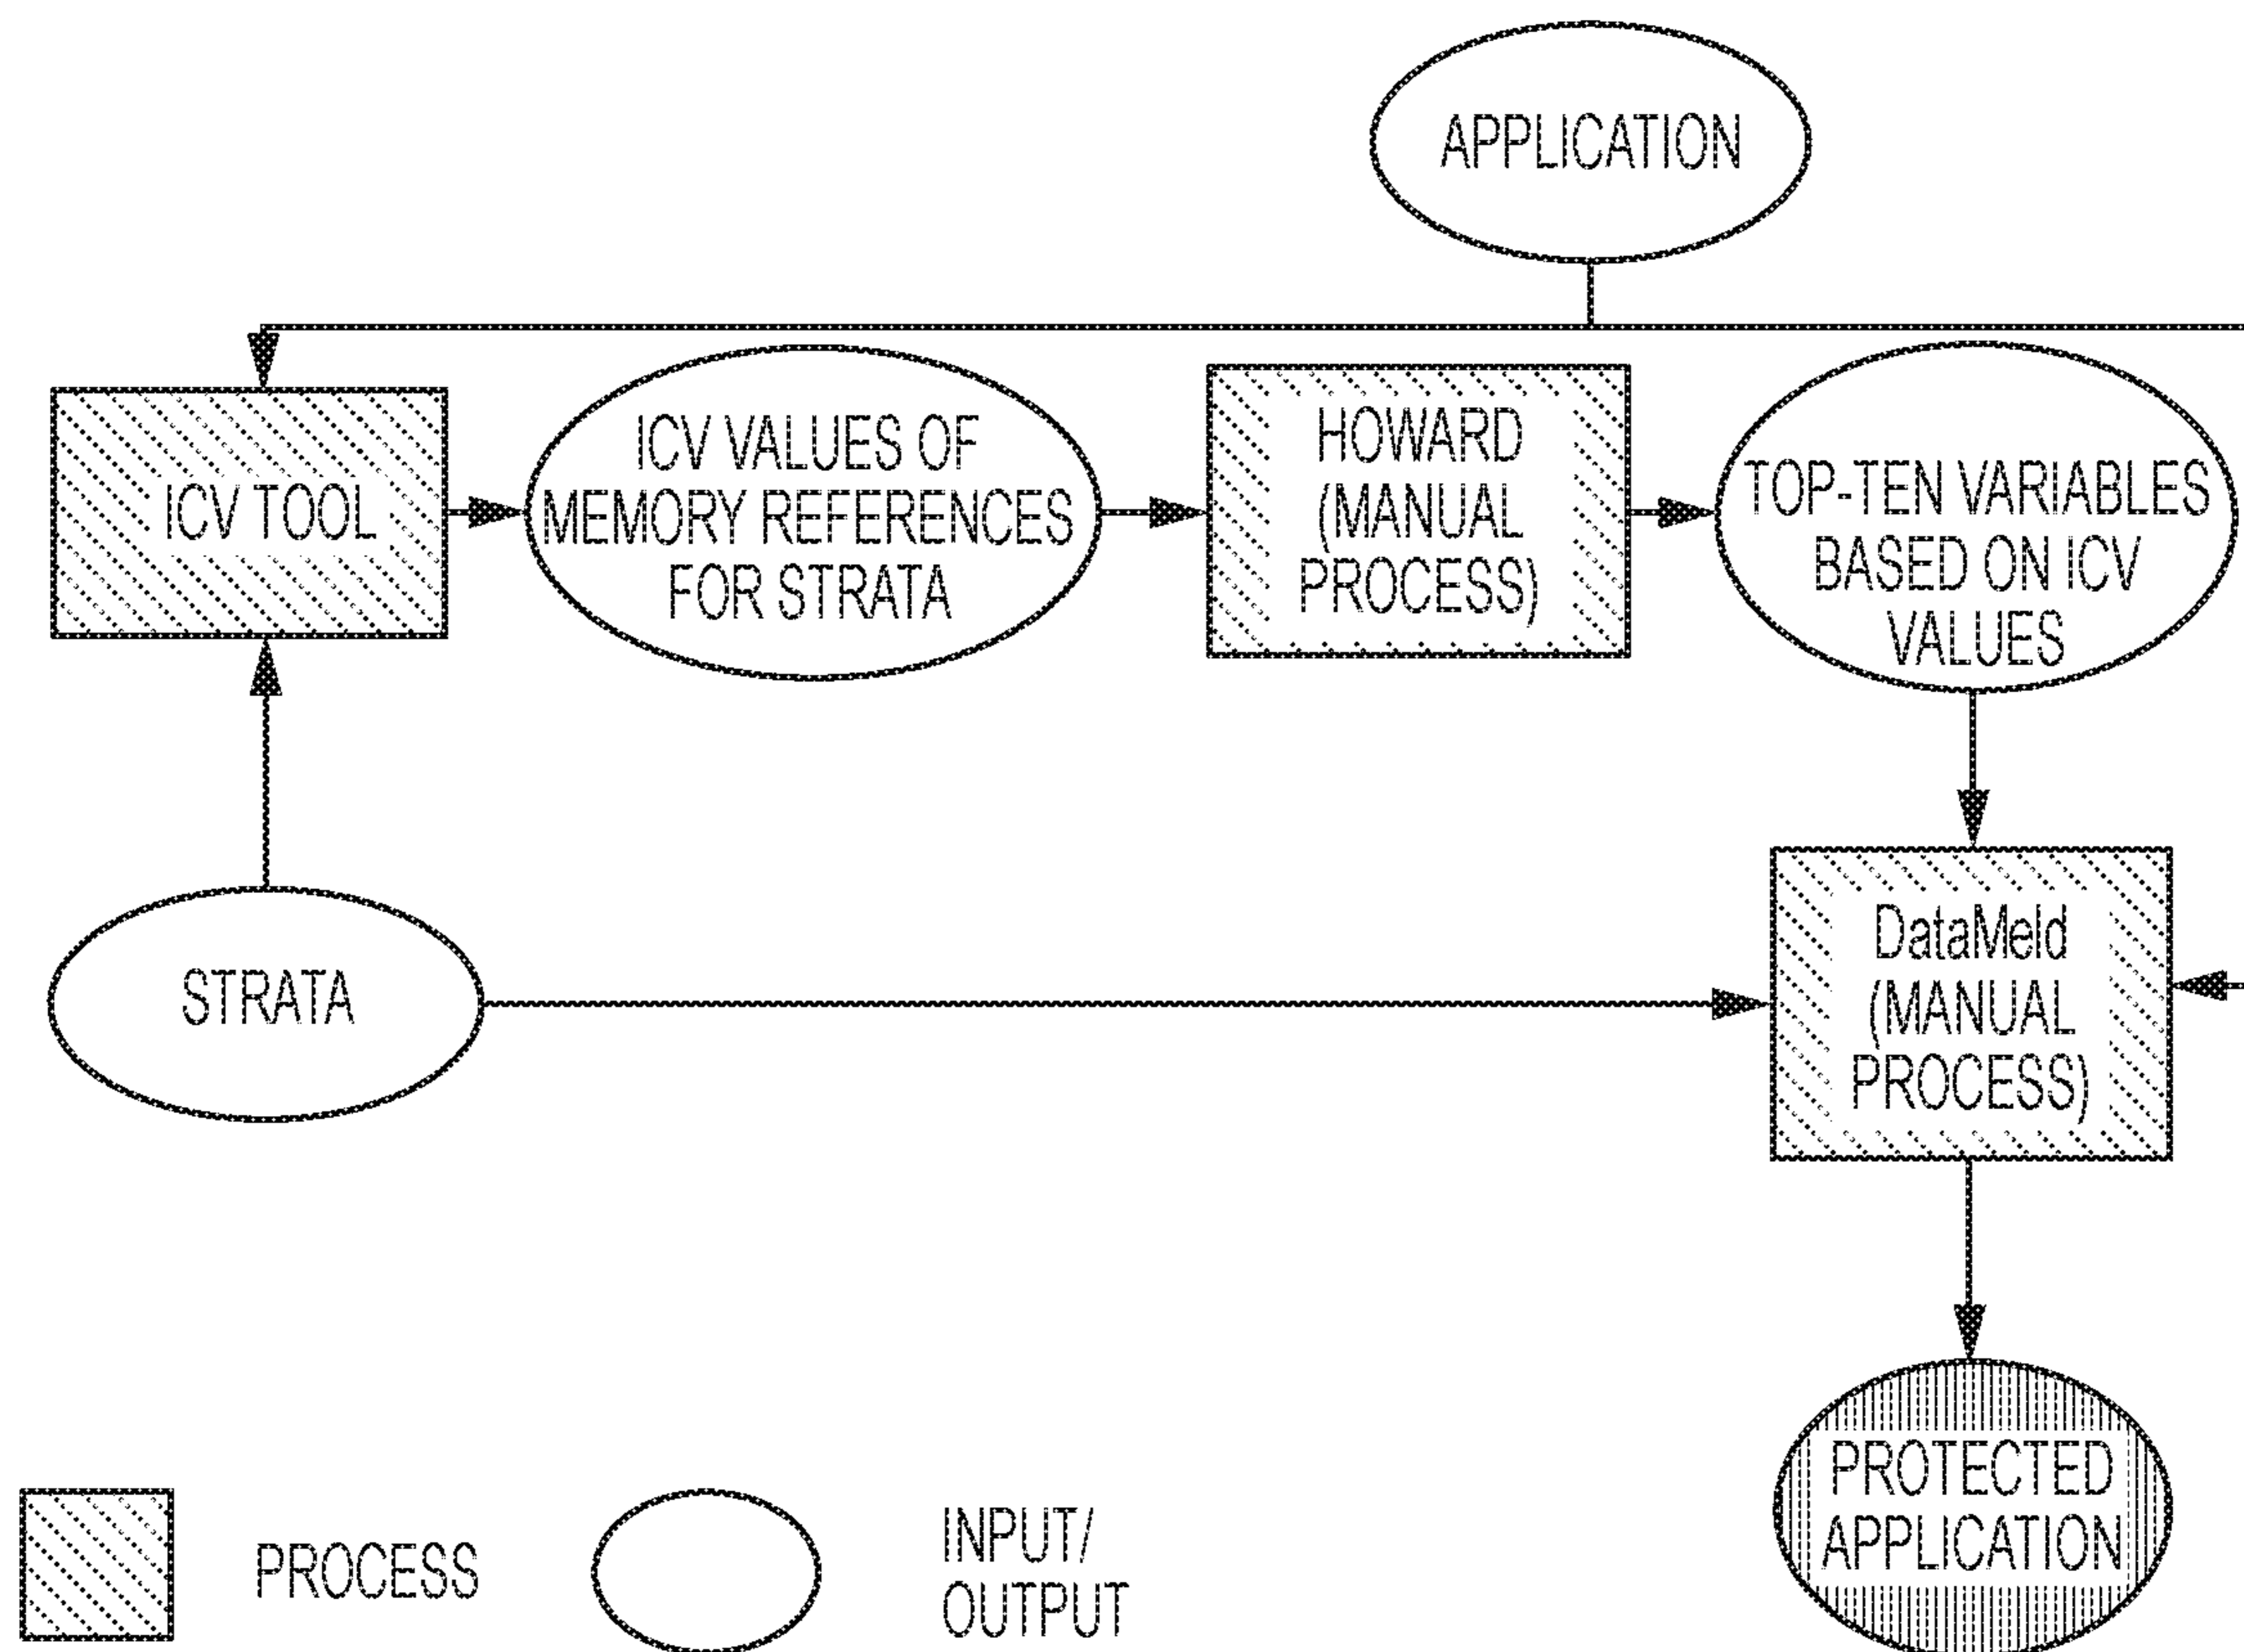 APPLICATION
ICV TOOL
ICV VALUES OF
MEMORY REFERENCES
FOR STRATA
HOWARD
(MANUAL
PROCESS)
TOP-TEN VARIABLES
BASED ON ICV
VALUES
STRATA
DataMeld
(MANUAL
PROCESS)
PROTECTED
APPLICATION
PROCESS
INPUT/
OUTPUT